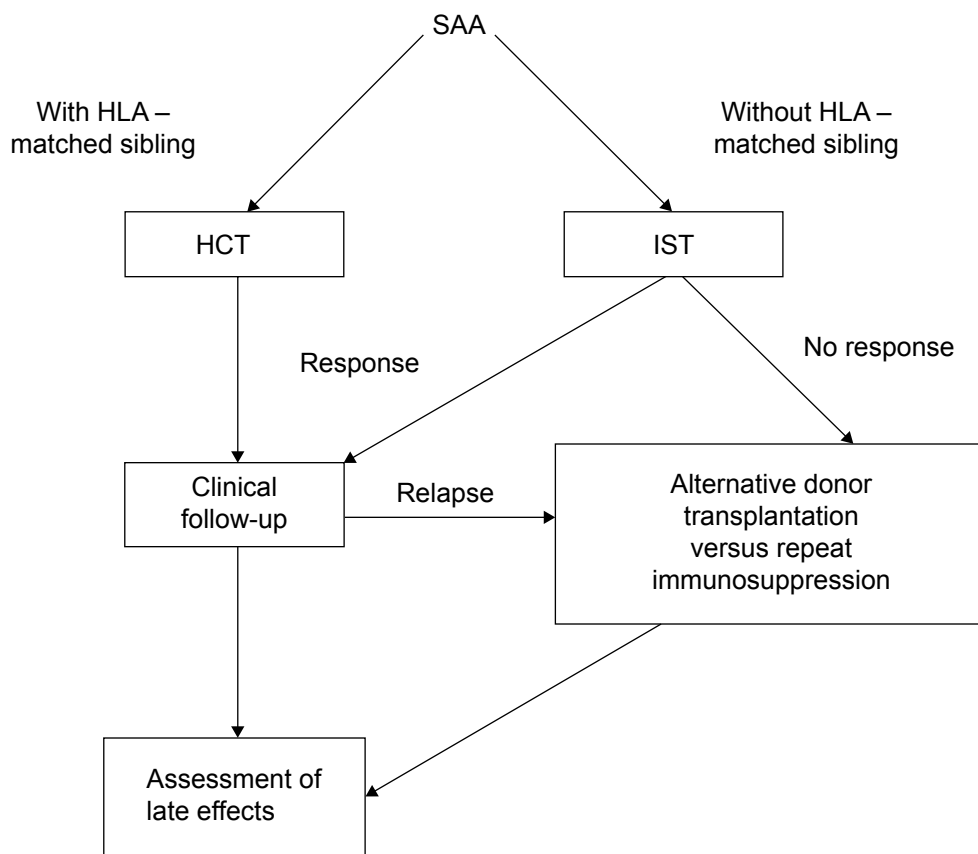 SAA
With HLA –
matched sibling
Without HLA –
matched sibling
HCT
IST
Response
No response
Clinical
follow-up
Relapse
Alternative donor
transplantation
versus repeat
immunosuppression
Assessment of
late effects